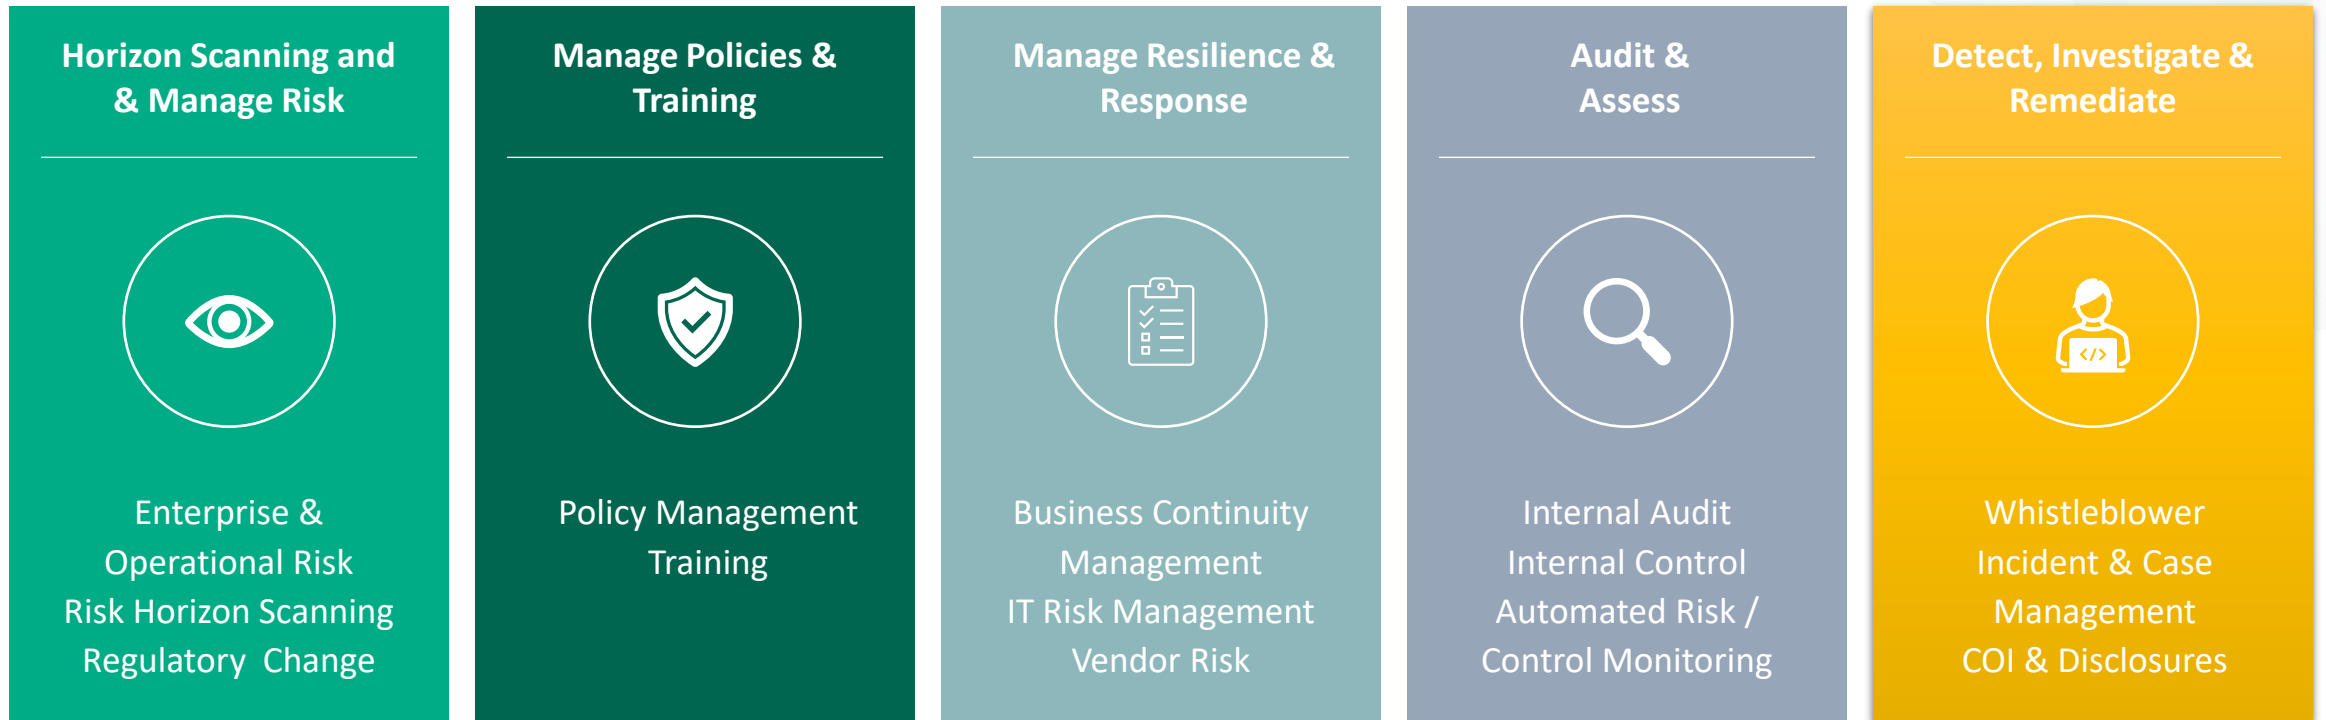 Horizon Scanning and
& Manage Risk
Enterprise &
Operational Risk
Risk Horizon Scanning
Regulatory Change
Manage Policies &
Training
Policy Management
Training
Manage Resilience &
Response
Business Continuity
Management
IT Risk Management
Vendor Risk
Audit &
Assess
Internal Audit
Internal Control
Automated Risk /
Control Monitoring
Detect, Investigate &
Remediate
</>
Whistleblower
Incident & Case
Management
COI & Disclosures